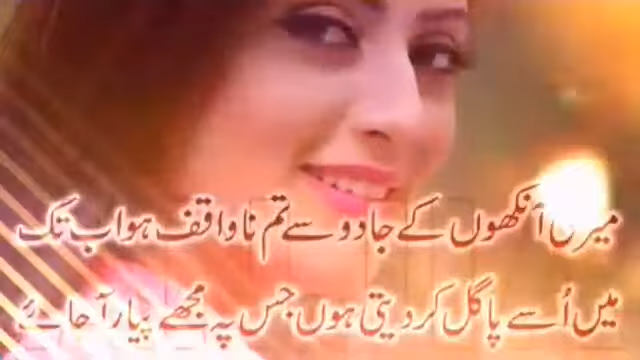 میری آنکھوں کے جادو سے تم ناواقف ہو اب تک
میں اُسے پاگل کر دیتی ہوں جس پہ مجھے پیار آ جائے